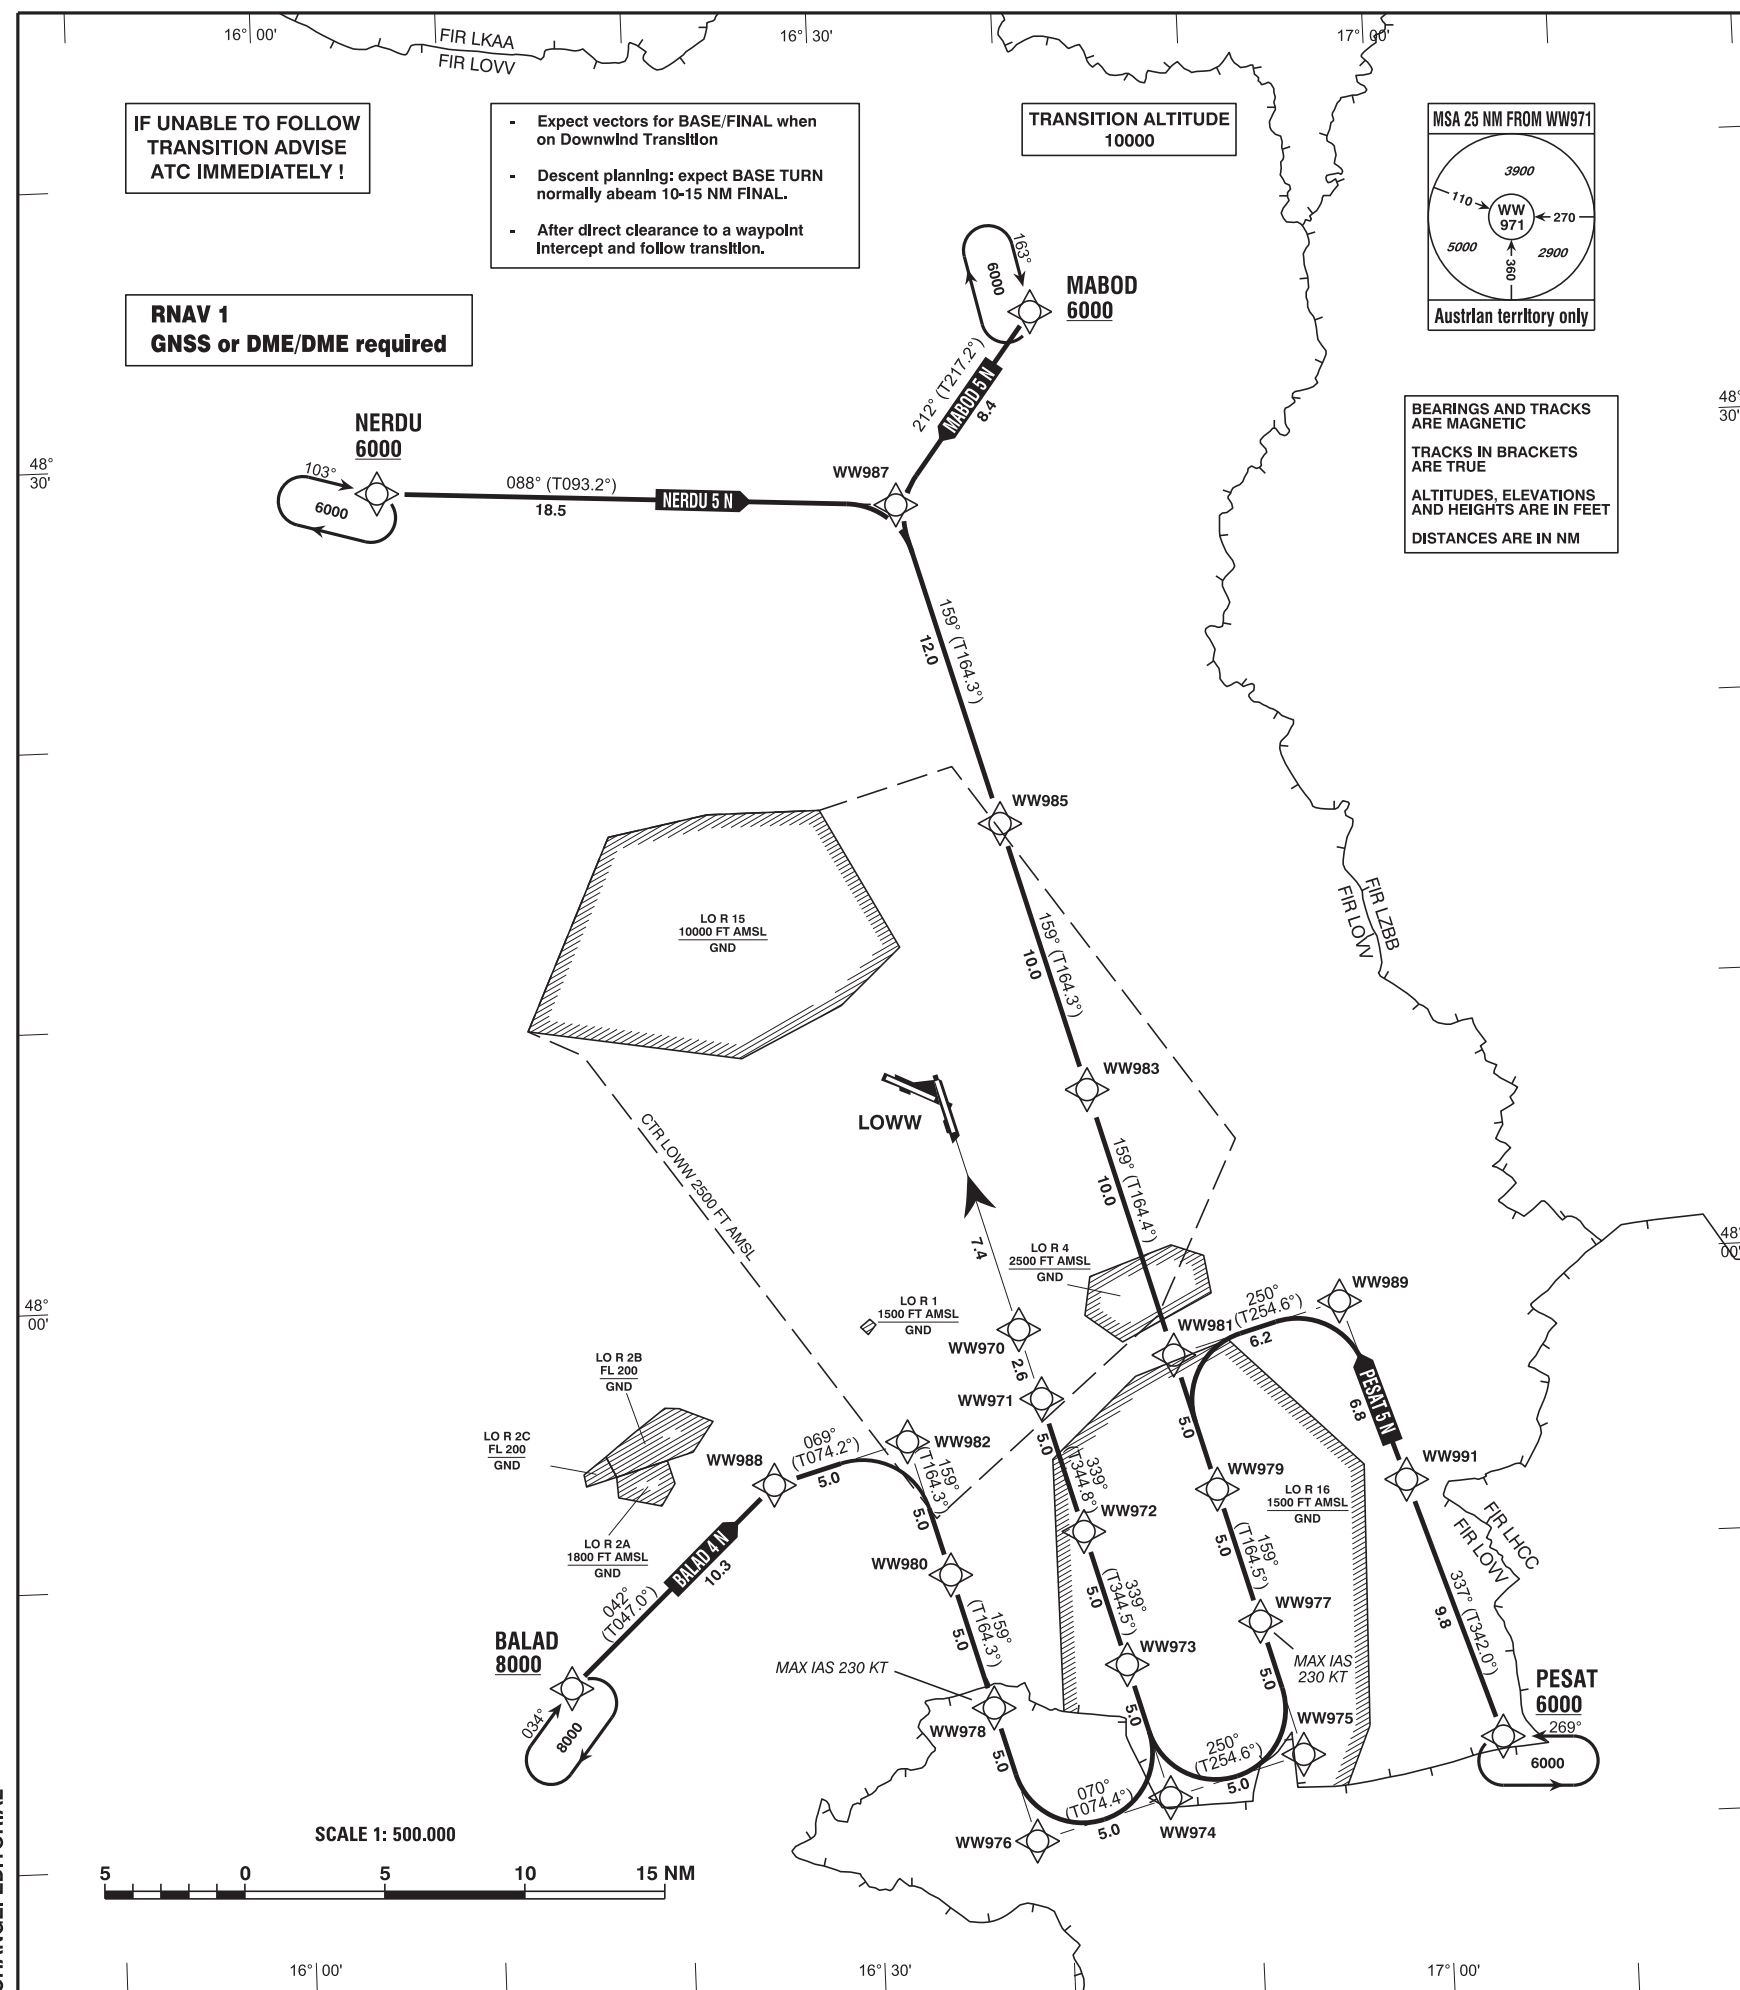 16° 00'
16° 30'
17° 00'
FIR LKAA
FIR LOVV
IF UNABLE TO FOLLOW
TRANSITION ADVISE
ATC IMMEDIATELY !
- Expect vectors for BASE/FINAL when
on Downwind Transition
- Descent planning: expect BASE TURN
normally abeam 10-15 NM FINAL.
- After direct clearance to a waypoint
intercept and follow transition.
TRANSITION ALTITUDE
10000
MSA 25 NM FROM WW971
3900
110
WW
971
270
5000
2900
360
Austrian territory only
RNAV 1
GNSS or DME/DME required
163°
6000
MABOD
6000
212° (T217.2°)
MABOD 5 N
8.4
48°
30'
BEARINGS AND TRACKS
ARE MAGNETIC
TRACKS IN BRACKETS
ARE TRUE
ALTITUDES, ELEVATIONS
AND HEIGHTS ARE IN FEET
DISTANCES ARE IN NM
NERDU
6000
48°
30'
103°
6000
088° (T093.2°)
18.5
NERDU 5 N
WW987
159° (T164.3°)
12.0
WW985
FIR LZBB
FIR LOVV
LO R 15
10000 FT AMSL
GND
159° (T164.3°)
10.0
WW983
LOWW
CTR LOWW 2500 FT AMSL
159° (T164.4°)
10.0
7.4
48°
00'
LO R 4
2500 FT AMSL
GND
48°
00'
LO R 1
1500 FT AMSL
GND
WW989
250°
(T254.6°)
6.2
WW981
WW970
2.6
LO R 2B
FL 200
GND
WW971
PESAT 5 N
6.8
5.0
LO R 2C
FL 200
GND
069°
(T074.2°)
5.0
WW982
WW988
159°
(T164.3°)
5.0
339°
(T344.8°)
5.0
WW991
WW979
LO R 16
1500 FT AMSL
GND
WW972
FIR LHCC
FIR LOVV
LO R 2A
1800 FT AMSL
GND
BALAD 4 N
10.3
042°
(T047.0°)
WW980
159°
(T164.5°)
5.0
339°
(T344.5°)
5.0
159°
(T164.3°)
5.0
WW977
337° (T342.0°)
9.8
BALAD
8000
WW973
MAX IAS 230 KT
MAX IAS
230 KT
5.0
PESAT
6000
269°
6000
034°
8000
WW978
5.0
WW975
250°
(T254.6°)
5.0
5.0
070°
(T074.4°)
5.0
WW976
WW974
SCALE 1: 500.000
5
0
5
10
15 NM
16° 00'
16° 30'
17° 00'